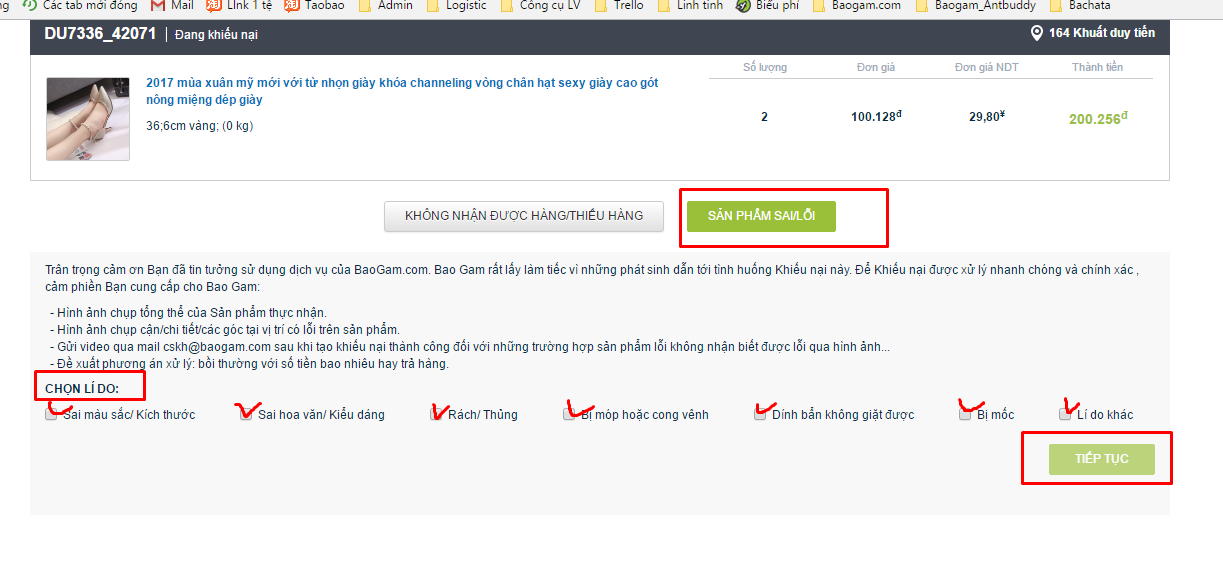 Các tab mới đóng Mail LInk 1 tệ Taobao Admin Logistic Công cụ LV Trello Linh tinh Biểu phí Baogam.com Baogam_Antbuddy Bachata
DU7336_42071 | Đang khiếu nại 164 Khuất duy tiến
Số lượng Đơn giá Đơn giá NDT Thành tiền
2017 mùa xuân mỹ mới với từ nhọn giày khóa channeling vòng chân hạt sexy giày cao gót
nông miệng dép giày
36;6cm vàng; (0 kg)
2 100.128đ 29,80¥ 200.256đ
KHÔNG NHẬN ĐƯỢC HÀNG/THIẾU HÀNG SẢN PHẨM SAI/LỖI
Trân trọng cảm ơn Bạn đã tin tưởng sử dụng dịch vụ của BaoGam.com. Bao Gam rất lấy làm tiếc vì những phát sinh dẫn tới tình huống Khiếu nại này. Để Khiếu nại được xử lý nhanh chóng và chính xác ,
cảm phiền Bạn cung cấp cho Bao Gam:
- Hình ảnh chụp tổng thể của Sản phẩm thực nhận.
- Hình ảnh chụp cận/chi tiết/các góc tại vị trí có lỗi trên sản phẩm.
- Gửi video qua mail cskh@baogam.com sau khi tạo khiếu nại thành công đối với những trường hợp sản phẩm lỗi không nhận biết được lỗi qua hình ảnh...
- Đề xuất phương án xử lý: bồi thường với số tiền bao nhiêu hay trả hàng.
CHỌN LÍ DO:
Sai màu sắc/ Kích thước Sai hoa văn/ Kiểu dáng Rách/ Thủng Bị móp hoặc cong vênh Dính bẩn không giặt được Bị mốc Lí do khác
TIẾP TỤC